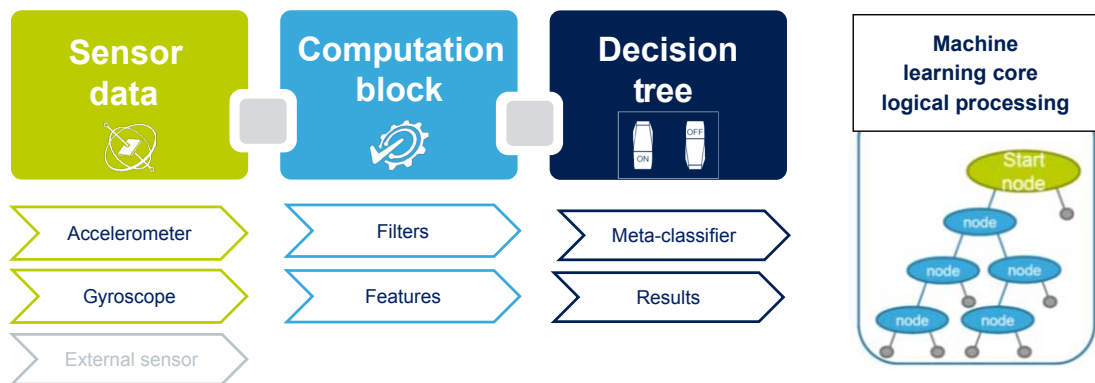 Sensor
data
Computation
block
Decision
tree
ON
OFF
Accelerometer
Gyroscope
External sensor
Filters
Features
Meta-classifier
Results
Machine
learning core
logical processing
Start
node
node
node
node
node
node